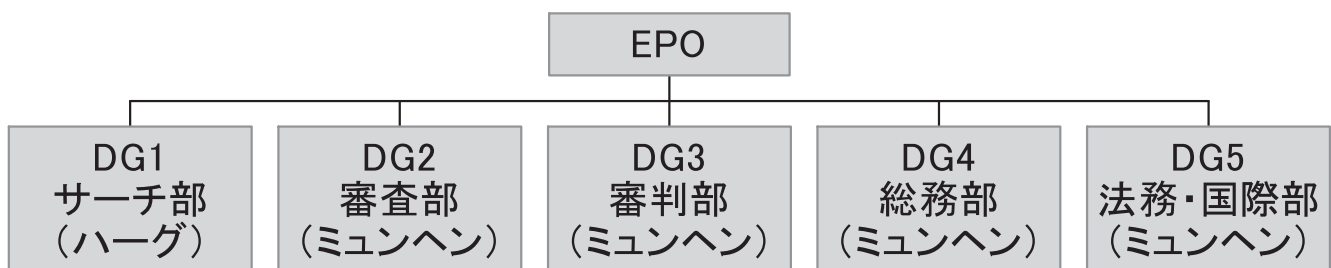 EPO
DG1
サーチ部
（ハーグ）
DG2
審査部
（ミュンヘン）
DG3
審判部
（ミュンヘン）
DG4
総務部
（ミュンヘン）
DG5
法務・国際部
（ミュンヘン）